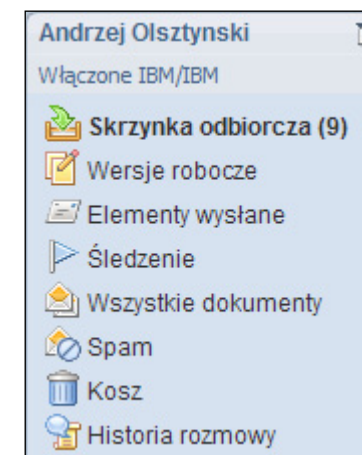 Andrzej Olsztynski
Włączone IBM/IBM
Skrzynka odbiorcza (9)
Wersje robocze
Elementy wysłane
Śledzenie
Wszystkie dokumenty
Spam
Kosz
Historia rozmowy